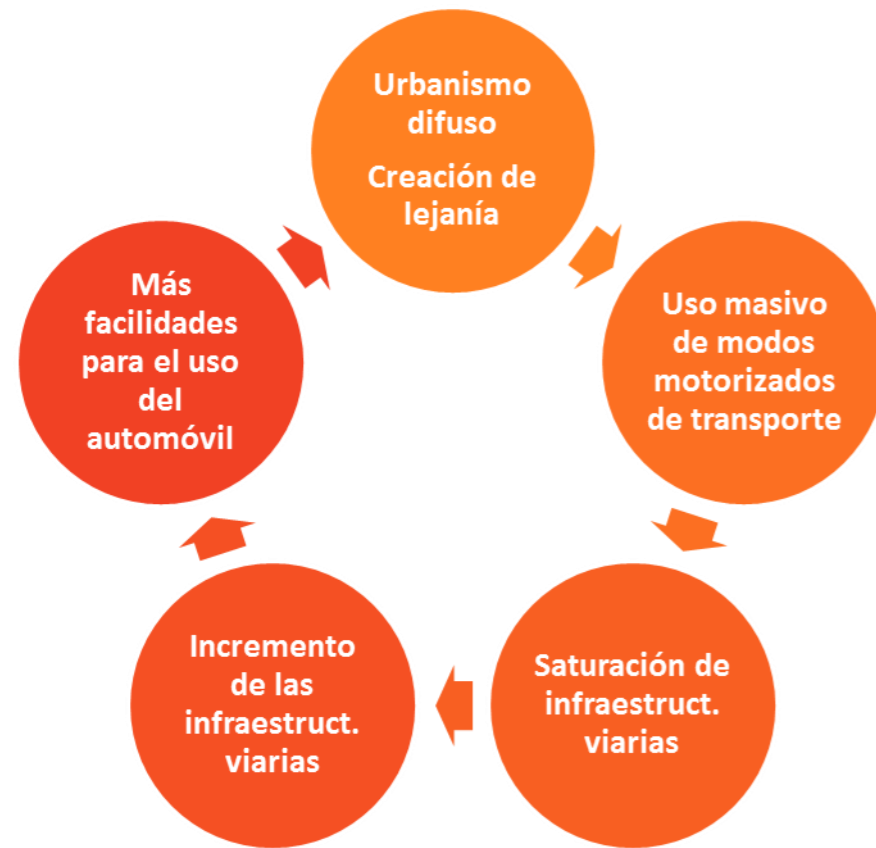 Urbanismo
difuso
Creación de
lejanía
Uso masivo
de modos
motorizados
de transporte
Saturación de
infraestruct.
viarias
Incremento
de las
infraestruct.
viarias
Más
facilidades
para el uso
del
automóvil